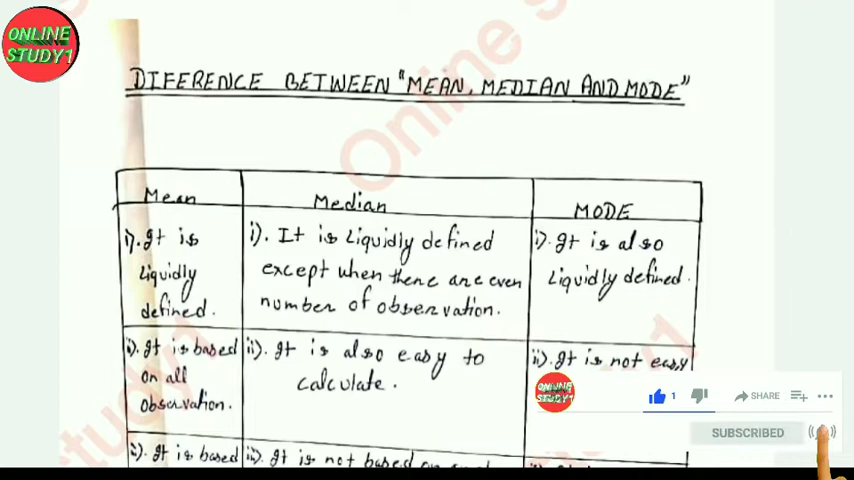 ONLINE
STUDY1
DIFERENCE BETWEEN "MEAN, MEDIAN AND MODE"
Mean
Median
MODE
i). It is
liquidly
defined.
i). It is liquidly defined
except when there are even
number of observation.
i). It is also
liquidly defined.
ii). It is based
on all
observation.
ii). It is also easy to
calculate.
ii). It is not easy
ONLINE
STUDY1
1
SHARE
SUBSCRIBED
It is based
It is not based on